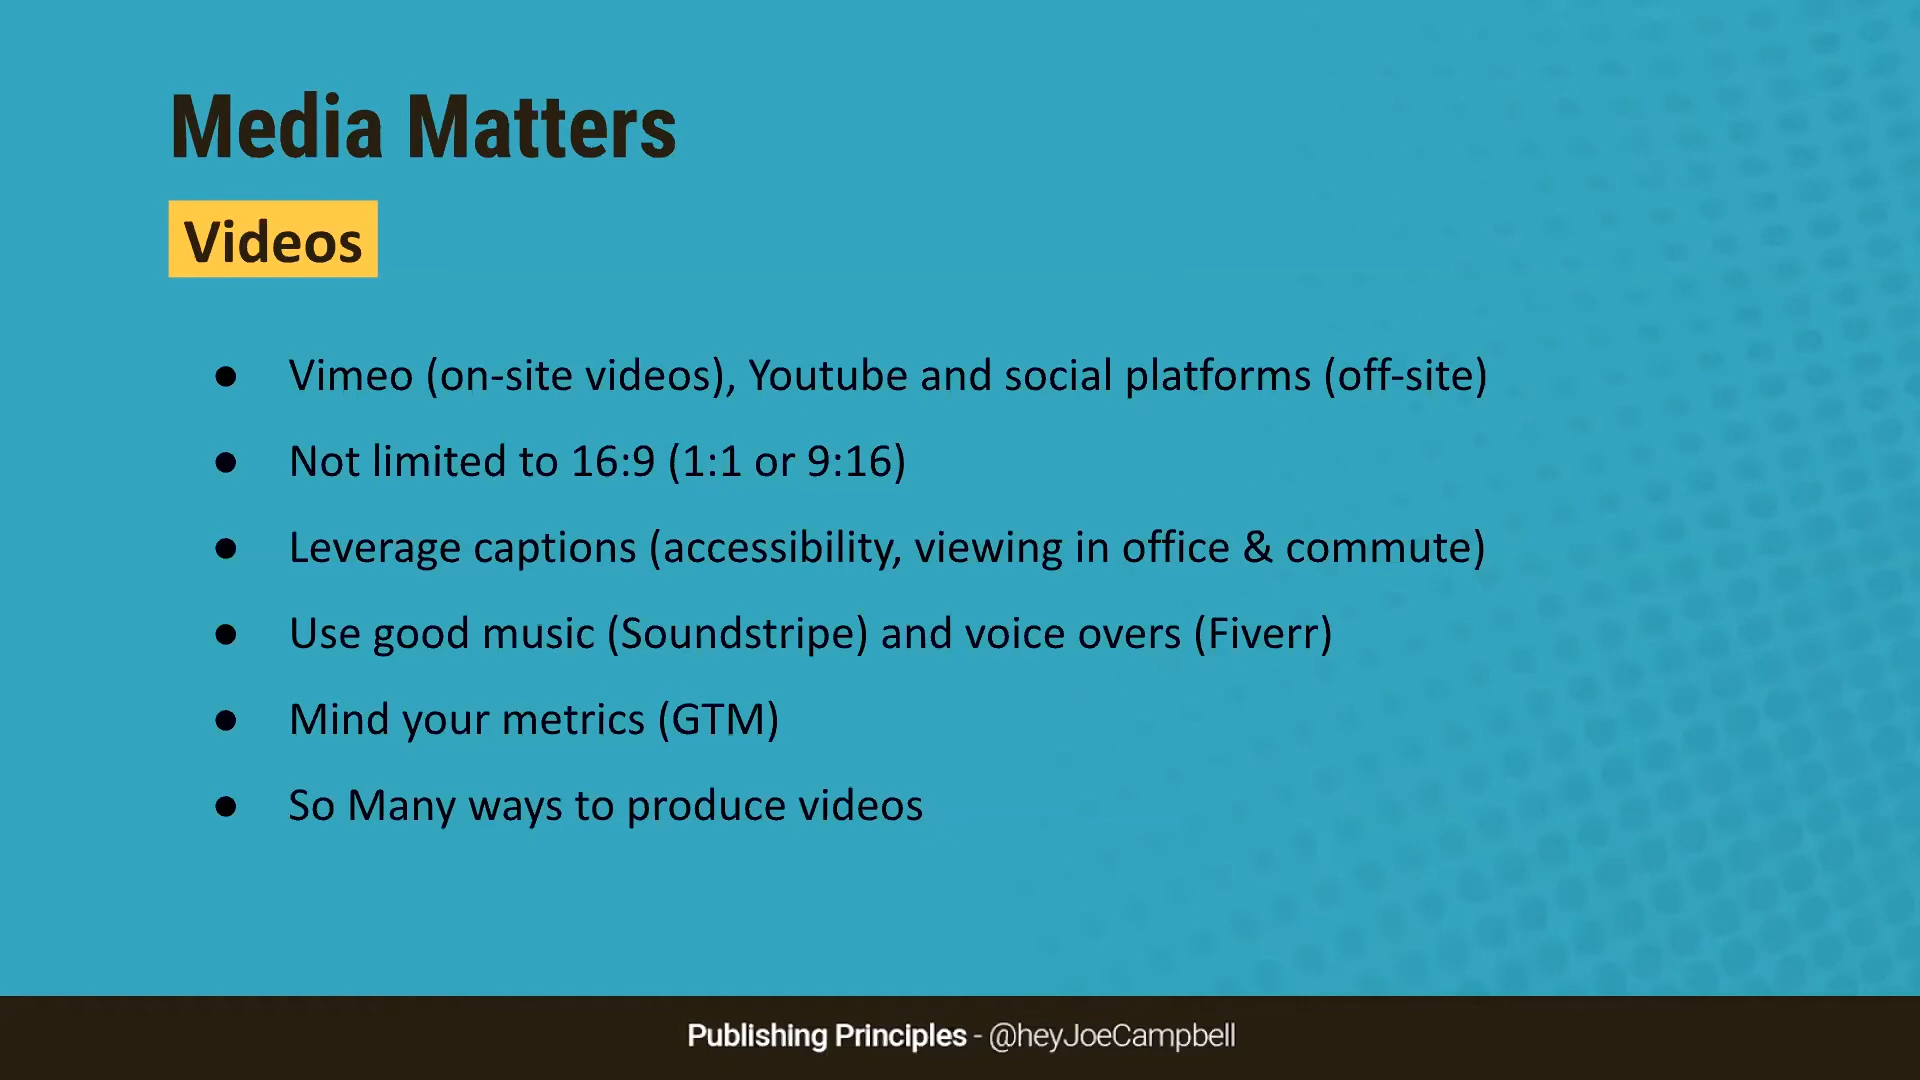 Media Matters
Videos
● Vimeo (on-site videos), Youtube and social platforms (off-site)
● Not limited to 16:9 (1:1 or 9:16)
● Leverage captions (accessibility, viewing in office & commute)
● Use good music (Soundstripe) and voice overs (Fiverr)
● Mind your metrics (GTM)
● So Many ways to produce videos
Publishing Principles - @heyJoeCampbell